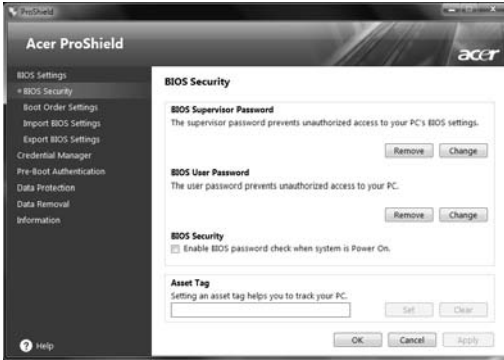 ProShield
Acer ProShield
acer
BIOS Settings
BIOS Security
Boot Order Settings
Import BIOS Settings
Export BIOS Settings
Credential Manager
Pre-Boot Authentication
Data Protection
Data Removal
Information
Help
BIOS Security
BIOS Supervisor Password
The supervisor password prevents unauthorized access to your PC's BIOS settings.
Remove Change
BIOS User Password
The user password prevents unauthorized access to your PC.
Remove Change
BIOS Security
Enable BIOS password check when system is Power On.
Asset Tag
Setting an asset tag helps you to track your PC.
Set Clear
OK Cancel Apply